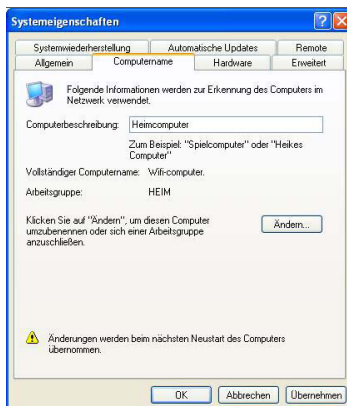 Systemeigenschaften
Systemwiederherstellung Automatische Updates Remote
Allgemein Computername Hardware Erweitert
Folgende Informationen werden zur Erkennung des Computers im
Netzwerk verwendet.
Computerbeschreibung: Heimcomputer
Zum Beispiel: "Spielcomputer" oder "Heikes
Computer"
Vollständiger Computername: Wifi-computer.
Arbeitsgruppe: HEIM
Klicken Sie auf "Ändern", um diesen Computer
umzubenennen oder sich einer Arbeitsgruppe
anzuschließen.
Ändern...
Änderungen werden beim nächsten Neustart des Computers
übernommen.
OK Abbrechen Übernehmen